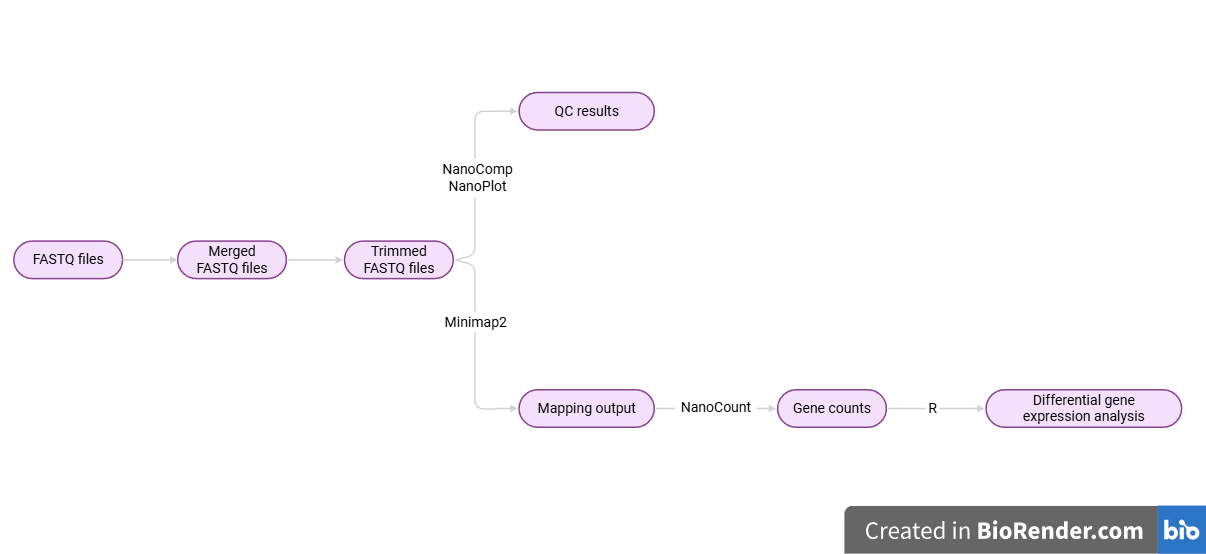 QC results
NanoComp
NanoPlot
FASTQ files
Merged
FASTQ files
Trimmed
FASTQ files
Minimap2
Mapping output
NanoCount
Gene counts
R
Differential gene
expression analysis
Created in BioRender.com
bio